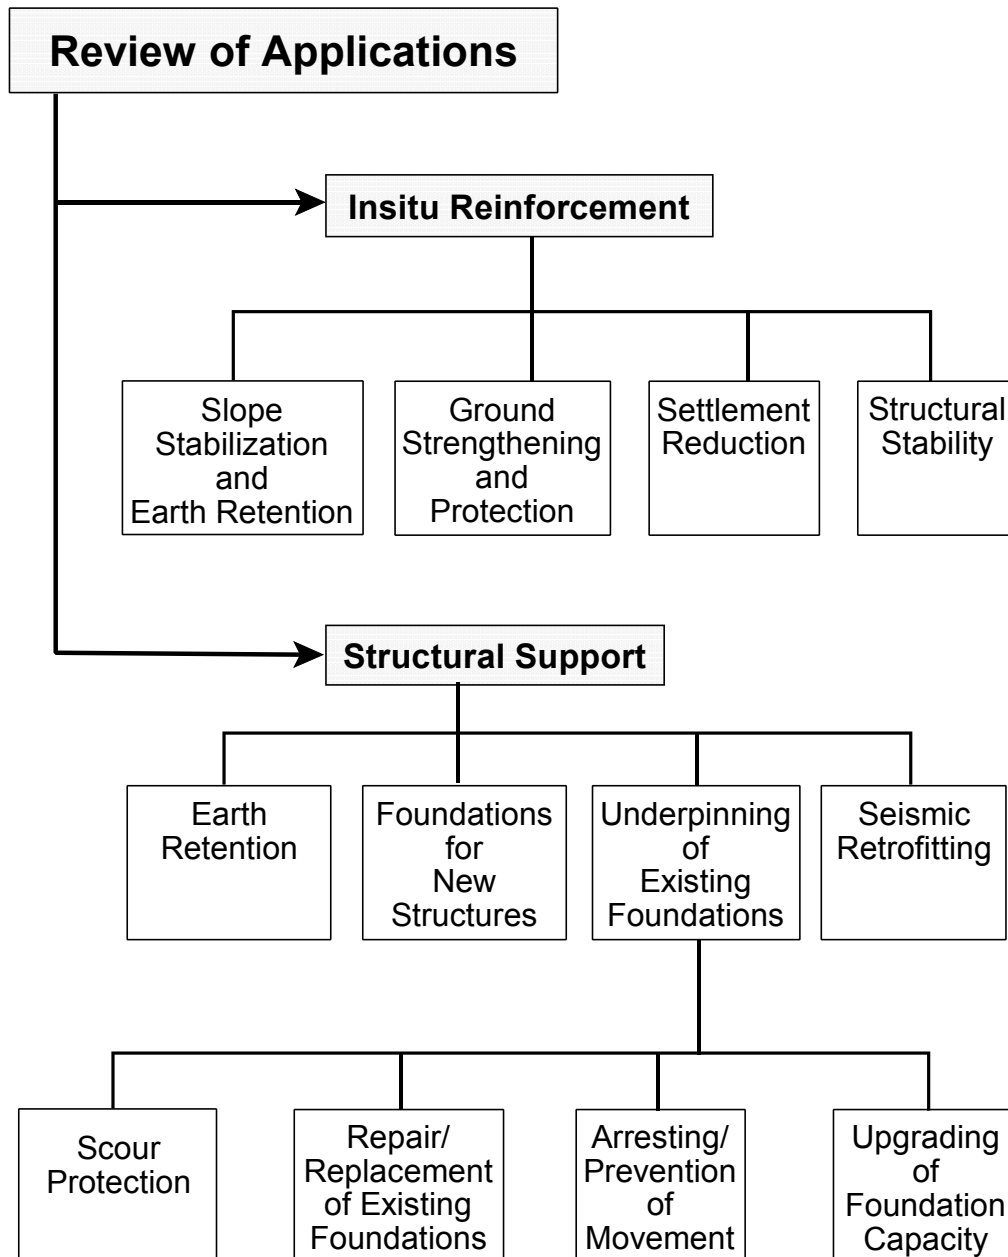 Review of Applications
Insitu Reinforcement
Slope
Stabilization
and
Earth Retention
Ground
Strengthening
and
Protection
Settlement
Reduction
Structural
Stability
Structural Support
Earth
Retention
Foundations
for
New
Structures
Underpinning
of
Existing
Foundations
Seismic
Retrofitting
Scour
Protection
Repair/
Replacement
of Existing
Foundations
Arresting/
Prevention
of
Movement
Upgrading
of
Foundation
Capacity